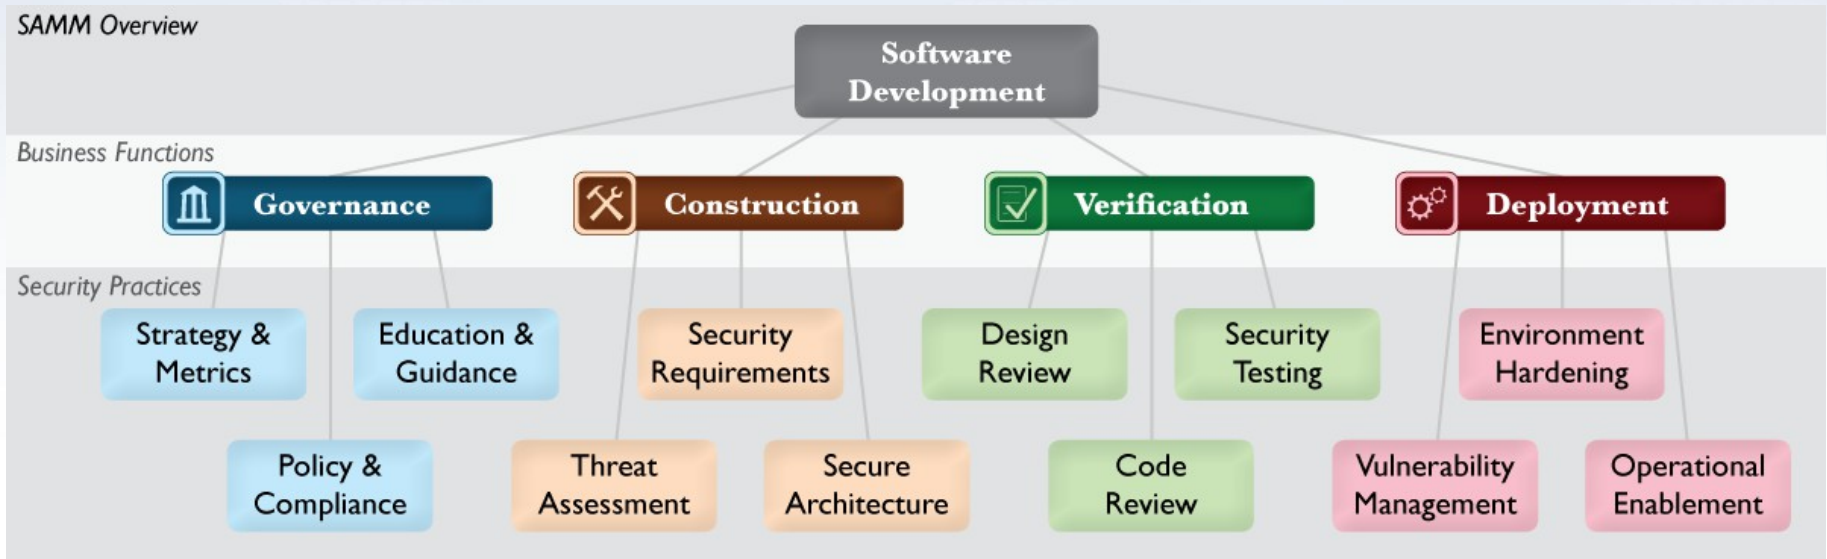 SAMM Overview
Software
Development
Business Functions
Governance
Construction
Verification
Deployment
Security Practices
Strategy &
Metrics
Education &
Guidance
Security
Requirements
Design
Review
Security
Testing
Environment
Hardening
Policy &
Compliance
Threat
Assessment
Secure
Architecture
Code
Review
Vulnerability
Management
Operational
Enablement